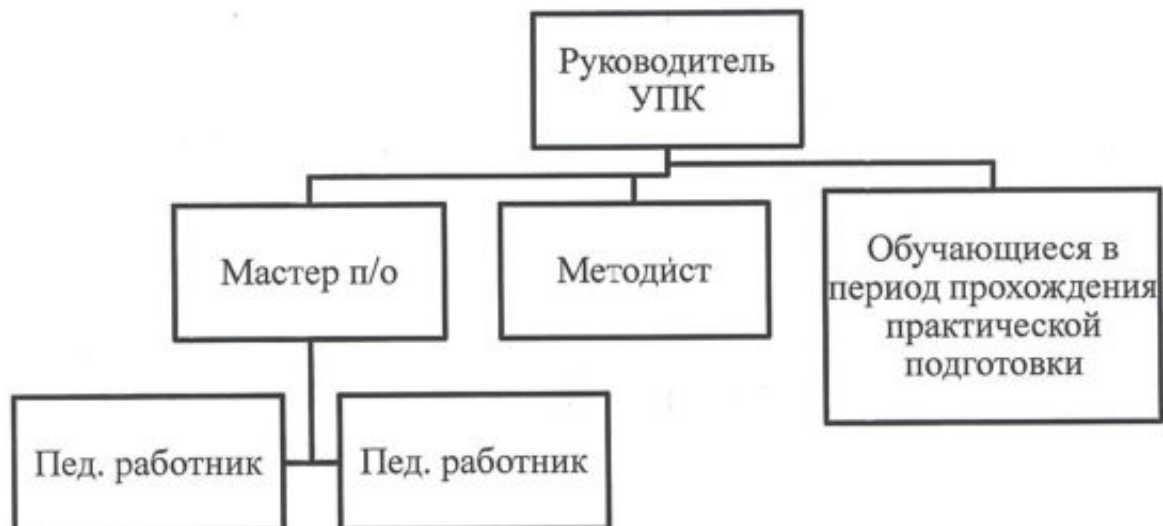 Руководитель
УПК
Мастер п/о
Методист
Обучающиеся в
период прохождения
практической
подготовки
Пед. работник
Пед. работник